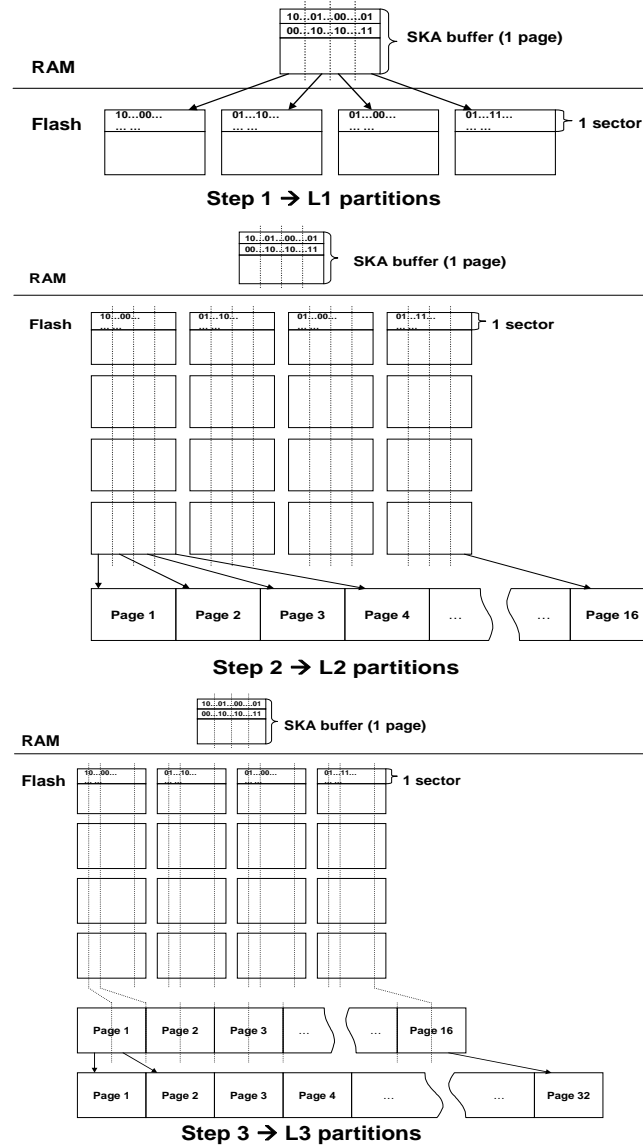 10...01...00....01
00...10...10....11
SKA buffer (1 page)
RAM
Flash
10...00...
... ...
01...10...
... ...
01...00...
... ...
01...11...
... ...
1 sector
Step 1 → L1 partitions
10...01...00....01
00...10...10....11
SKA buffer (1 page)
RAM
Flash
10...00...
... ...
01...10...
... ...
01...00...
... ...
01...11...
... ...
1 sector
Page 1 Page 2 Page 3 Page 4 ... ... Page 16
Step 2 → L2 partitions
10...01...00....01
00...10...10....11
SKA buffer (1 page)
RAM
Flash
10...00...
... ...
01...10...
... ...
01...00...
... ...
01...11...
... ...
1 sector
Page 1 Page 2 Page 3 ... ... Page 16
Page 1 Page 2 Page 3 Page 4 ... ... Page 32
Step 3 → L3 partitions